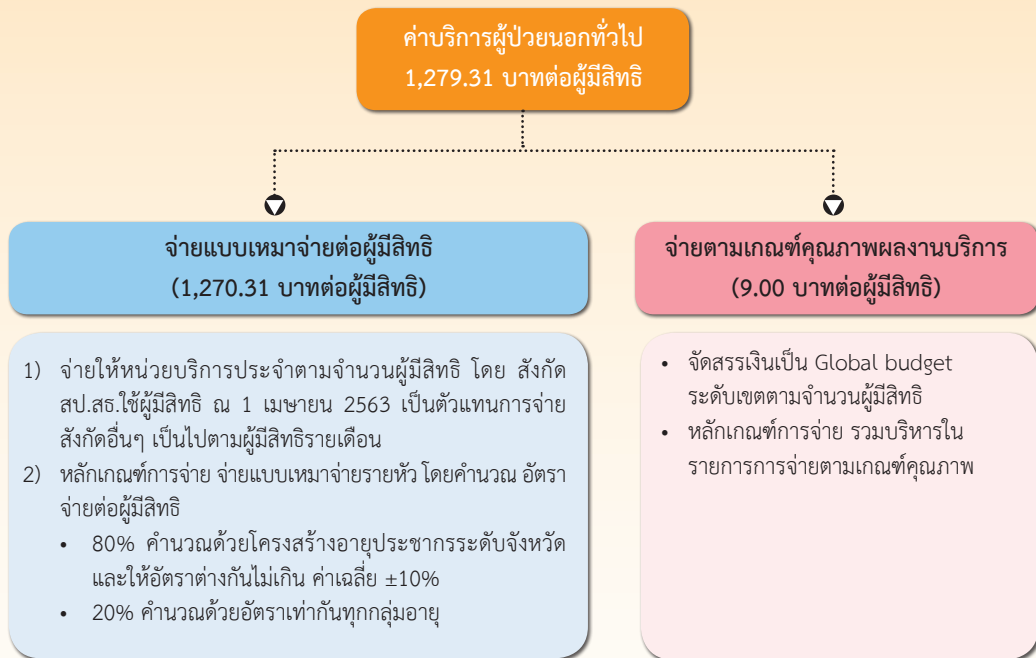 ค่าบริการผู้ป่วยนอกทั่วไป
1,279.31 บาทต่อผู้มีสิทธิ
จ่ายแบบเหมาจ่ายต่อผู้มีสิทธิ
(1,270.31 บาทต่อผู้มีสิทธิ)
1) จ่ายให้หน่วยบริการประจำตามจำนวนผู้มีสิทธิ โดย สังกัด
สป.สธ.ใช้ผู้มีสิทธิ ณ 1 เมษายน 2563 เป็นตัวแทนการจ่าย
สังกัดอื่นๆ เป็นไปตามผู้มีสิทธิรายเดือน
2) หลักเกณฑ์การจ่าย จ่ายแบบเหมาจ่ายรายหัว โดยคำนวณ อัตรา
จ่ายต่อผู้มีสิทธิ
• 80% คำนวณด้วยโครงสร้างอายุประชากรระดับจังหวัด
และให้อัตราต่างกันไม่เกิน ค่าเฉลี่ย ±10%
• 20% คำนวณด้วยอัตราเท่ากันทุกกลุ่มอายุ
จ่ายตามเกณฑ์คุณภาพผลงานบริการ
(9.00 บาทต่อผู้มีสิทธิ)
• จัดสรรเงินเป็น Global budget
ระดับเขตตามจำนวนผู้มีสิทธิ
• หลักเกณฑ์การจ่าย รวมบริหารใน
รายการการจ่ายตามเกณฑ์คุณภาพ